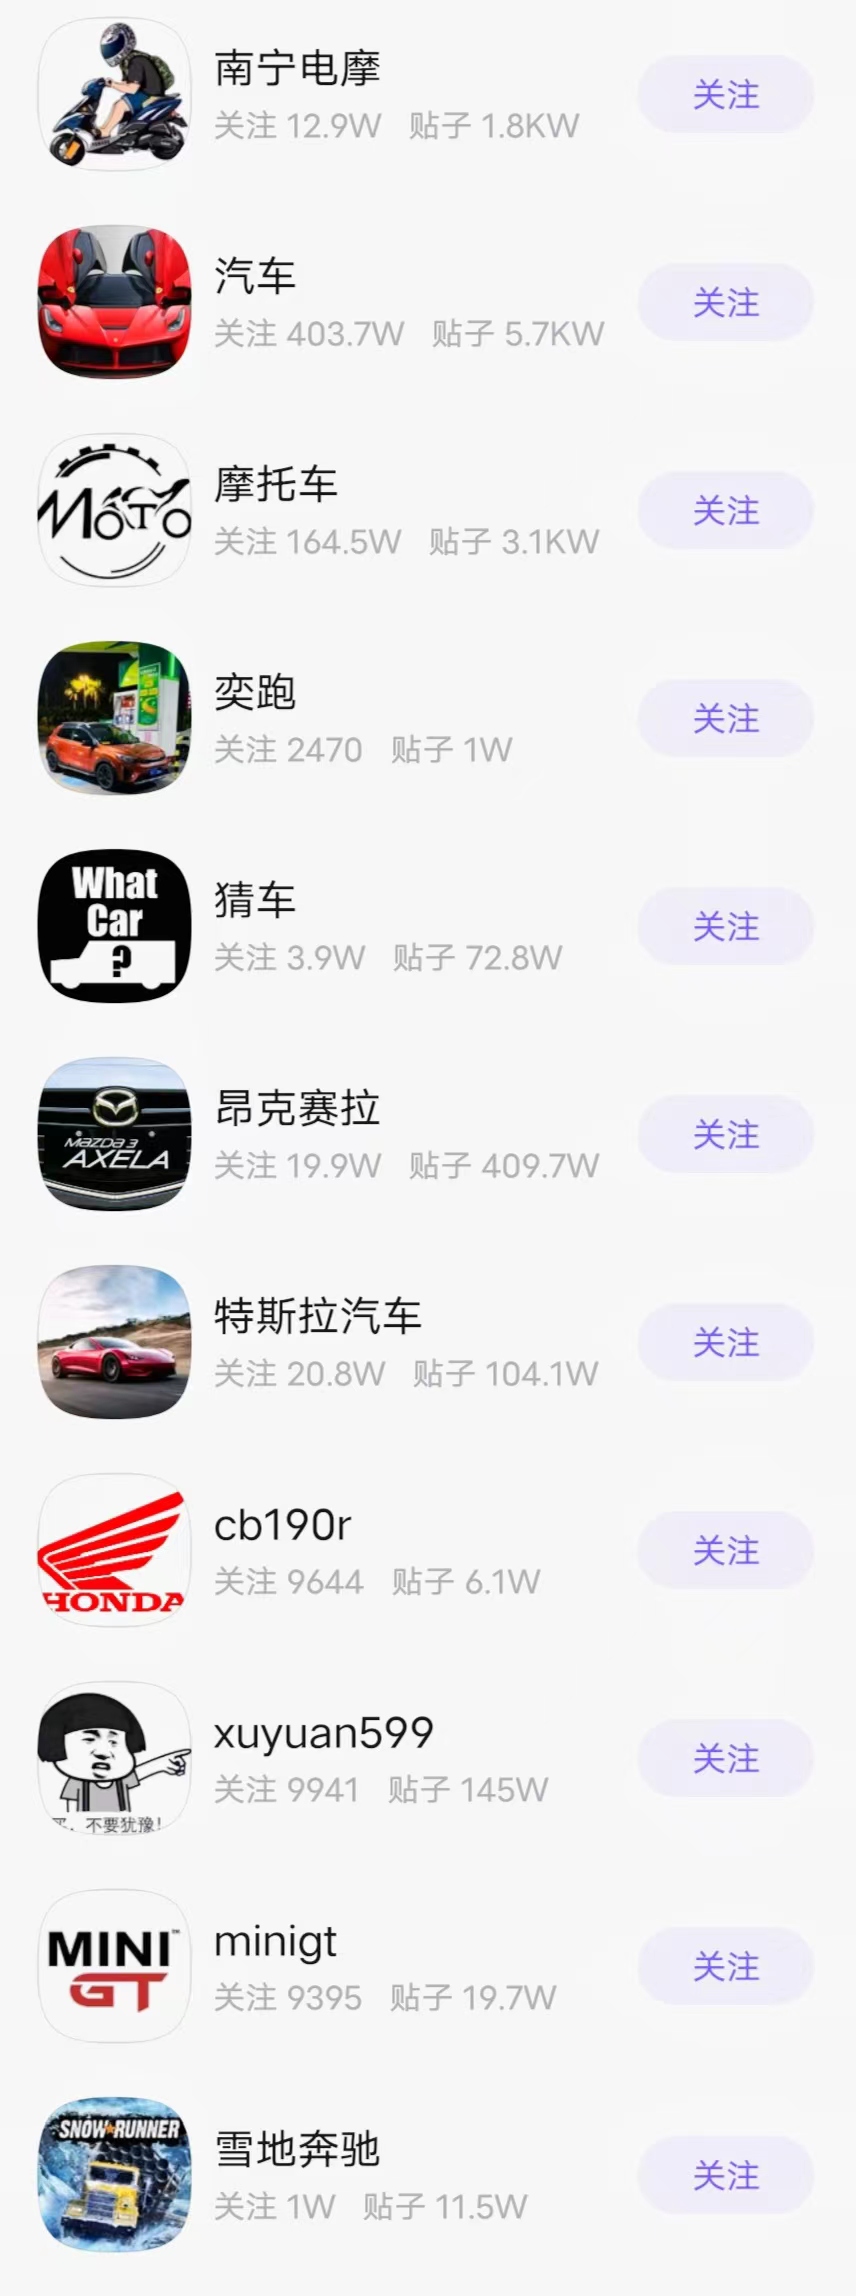 南宁电摩
关注 12.9W 贴子 1.8KW
关注
汽车
关注 403.7W 贴子 5.7KW
关注
MOTO
摩托车
关注 164.5W 贴子 3.1KW
关注
奕跑
关注 2470 贴子 1W
关注
What
Car
?
猜车
关注 3.9W 贴子 72.8W
关注
mazda 3
AXELA
昂克赛拉
关注 19.9W 贴子 409.7W
关注
特斯拉汽车
关注 20.8W 贴子 104.1W
关注
HONDA
cb190r
关注 9644 贴子 6.1W
关注
不要犹豫!
xuyuan599
关注 9941 贴子 145W
关注
MINI
GT
minigt
关注 9395 贴子 19.7W
关注
SNOWRUNNER
雪地奔驰
关注 1W 贴子 11.5W
关注